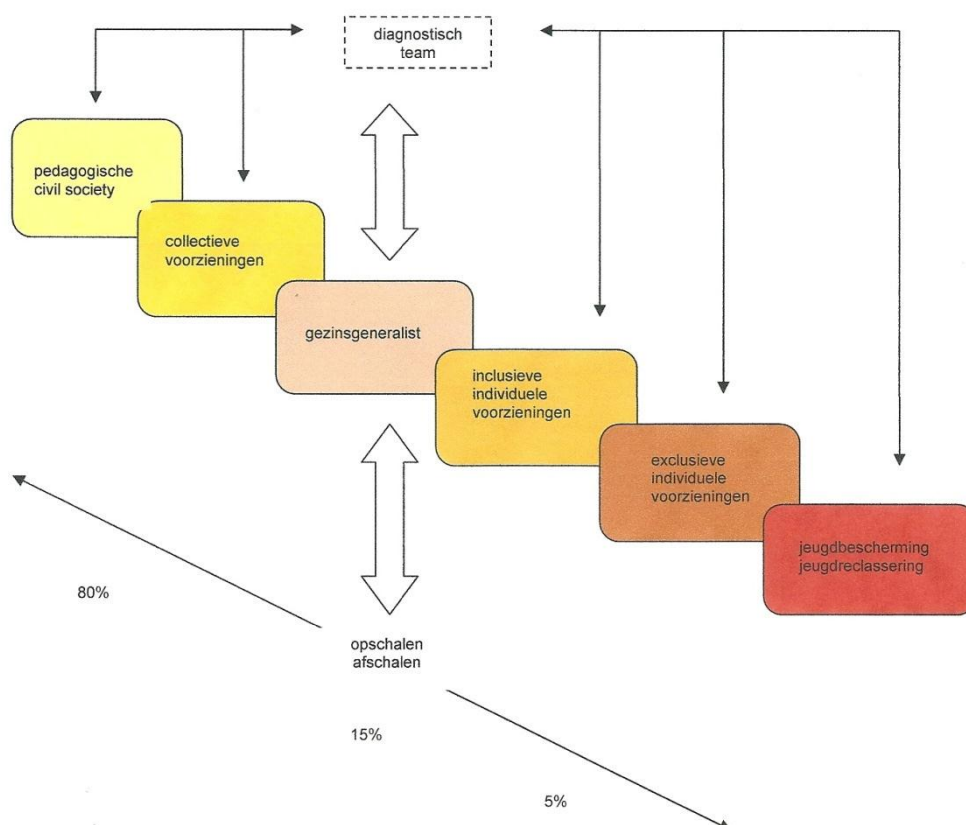 diagnostisch
team
pedagogische
civil society
collectieve
voorzieningen
gezinsgeneralist
inclusieve
individuele
voorzieningen
exclusieve
individuele
voorzieningen
jeugdbescherming
jeugdreclassering
80%
opschalen
afschalen
15%
5%